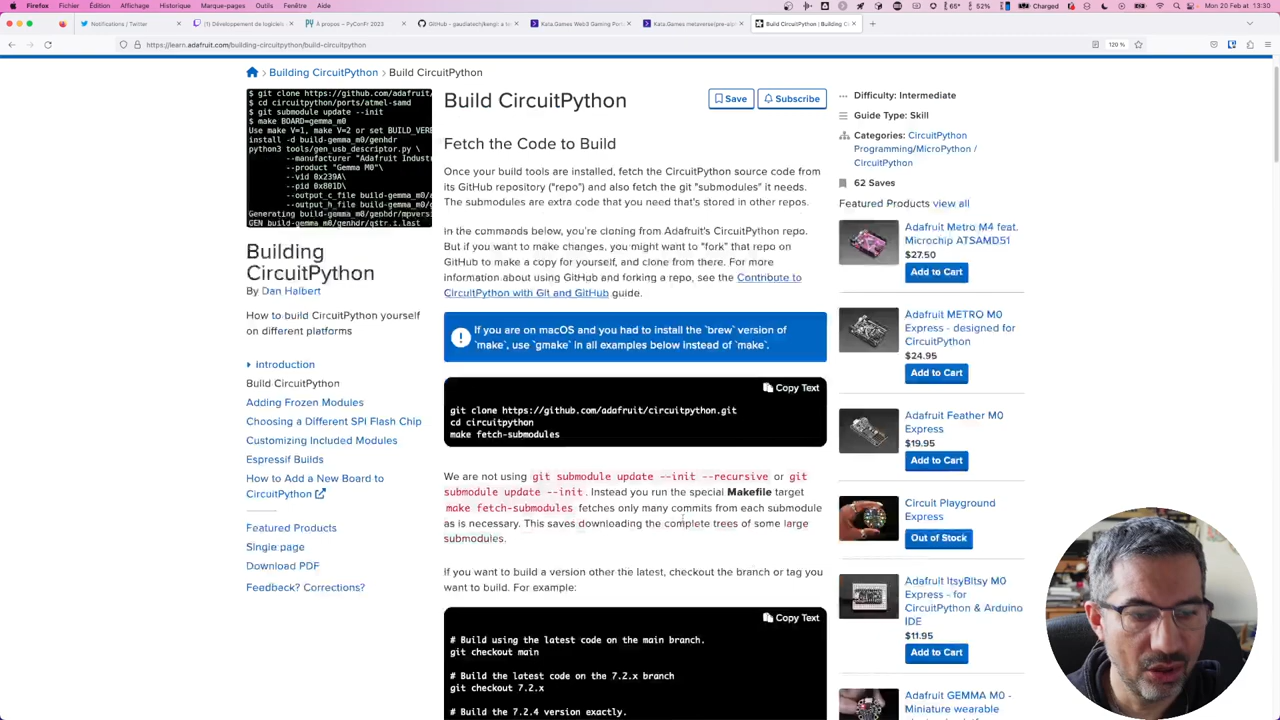 Firefox Fichier Édition Affichage Historique Marque-pages Outils Fenêtre Aide
65° 52% Charged Mon 20 Feb at 13:30
Notifications / Twitter
(1) Développement de logiciels
À propos – PyConFr 2023
GitHub - gaudiatech/kengi: a
Kata.Games Web3 Gaming Port
Kata.Games metaverse/pre-alp
Building CircuitPython | Building C
https://learn.adafruit.com/building-circuitpython/build-circuitpython
120 %
Building CircuitPython Build CircuitPython
$ git clone https://github.com/adafruit/
$ cd circuitpython/ports/atmel-samd
$ git submodule update --init
$ make BOARD=gemma_m0
Use make V=1, make V=2 or set BUILD_VERB
install -d build-gemma_m0/genhdr
python3 tools/gen_usb_descriptor.py \
--manufacturer "Adafruit Indust
--product "Gemma M0"\
--vid 0x239A\
--pid 0x801D\
--output_c_file build-gemma_m0/
--output_h_file build-gemma_m0/
Generating build-gemma_m0/genhdr/mpvers
GEN build-gemma_m0/genhdr/qstr.i.last
Building
CircuitPython
By Dan Halbert
How to build CircuitPython yourself
on different platforms
Introduction
Build CircuitPython
Adding Frozen Modules
Choosing a Different SPI Flash Chip
Customizing Included Modules
Espressif Builds
How to Add a New Board to
CircuitPython
Featured Products
Single page
Download PDF
Feedback? Corrections?
Build CircuitPython
Save
Subscribe
Fetch the Code to Build
Once your build tools are installed, fetch the CircuitPython source code from
its GitHub repository ("repo") and also fetch the git "submodules" it needs.
The submodules are extra code that you need that's stored in other repos.
In the commands below, you're cloning from Adafruit's CircuitPython repo.
But if you want to make changes, you might want to "fork" that repo on
GitHub to make a copy for yourself, and clone from there. For more
information about using GitHub and forking a repo, see the Contribute to
CircuitPython with Git and GitHub guide.
If you are on macOS and you had to install the `brew` version of
`make`, use `gmake` in all examples below instead of `make`.
Copy Text
git clone https://github.com/adafruit/circuitpython.git
cd circuitpython
make fetch-submodules
We are not using git submodule update --init --recursive or git
submodule update --init. Instead you run the special Makefile target
make fetch-submodules fetches only many commits from each submodule
as is necessary. This saves downloading the complete trees of some large
submodules.
if you want to build a version other the latest, checkout the branch or tag you
want to build. For example:
Copy Text
# Build using the latest code on the main branch.
git checkout main
# Build the latest code on the 7.2.x branch
git checkout 7.2.x
# Build the 7.2.4 version exactly.
Difficulty: Intermediate
Guide Type: Skill
Categories: CircuitPython
Programming/MicroPython /
CircuitPython
62 Saves
Featured Products view all
Adafruit Metro M4 feat.
Microchip ATSAMD51
$27.50
Add to Cart
Adafruit METRO M0
Express - designed for
CircuitPython
$24.95
Add to Cart
Adafruit Feather M0
Express
$19.95
Add to Cart
Circuit Playground
Express
Out of Stock
Adafruit ItsyBitsy M0
Express - for
CircuitPython & Arduino
IDE
$11.95
Add to Cart
Adafruit GEMMA M0 -
Miniature wearable